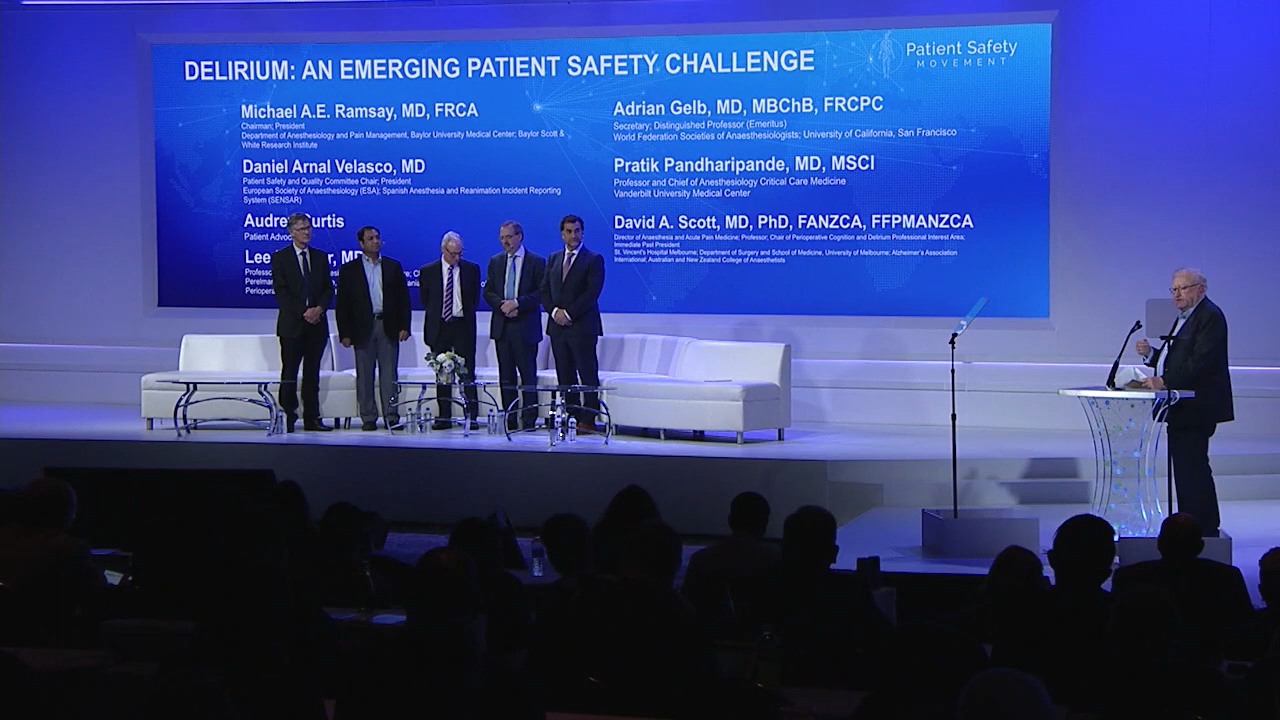 DELIRIUM: AN EMERGING PATIENT SAFETY CHALLENGE
Patient Safety
MOVEMENT
Michael A.E. Ramsay, MD, FRCA
Chairman; President
Department of Anesthesiology and Pain Management, Baylor University Medical Center; Baylor Scott &
White Research Institute
Daniel Arnal Velasco, MD
Patient Safety and Quality Committee Chair; President
European Society of Anaesthesiology (ESA); Spanish Anesthesia and Reanimation Incident Reporting
System (SENSAR)
Curtis
Patient
Lee
Adrian Gelb, MD, MBChB, FRCPC
Secretary; Distinguished Professor (Emeritus)
World Federation Societies of Anaesthesiologists; University of California, San Francisco
Pratik Pandharipande, MD, MSCI
Professor and Chief of Anesthesiology Critical Care Medicine
Vanderbilt University Medical Center
David A. Scott, MD, PhD, FANZCA, FFPMANZCA
Director of Anaesthesia and Acute Pain Medicine; Professor; Chair of Perioperative Cognition and Delirium Professional Interest Area;
Immediate Past President
St. Vincent's Hospital Melbourne; Department of Surgery and School of Medicine, University of Melbourne; Alzheimer's Association
International; Australian and New Zealand College of Anaesthetists